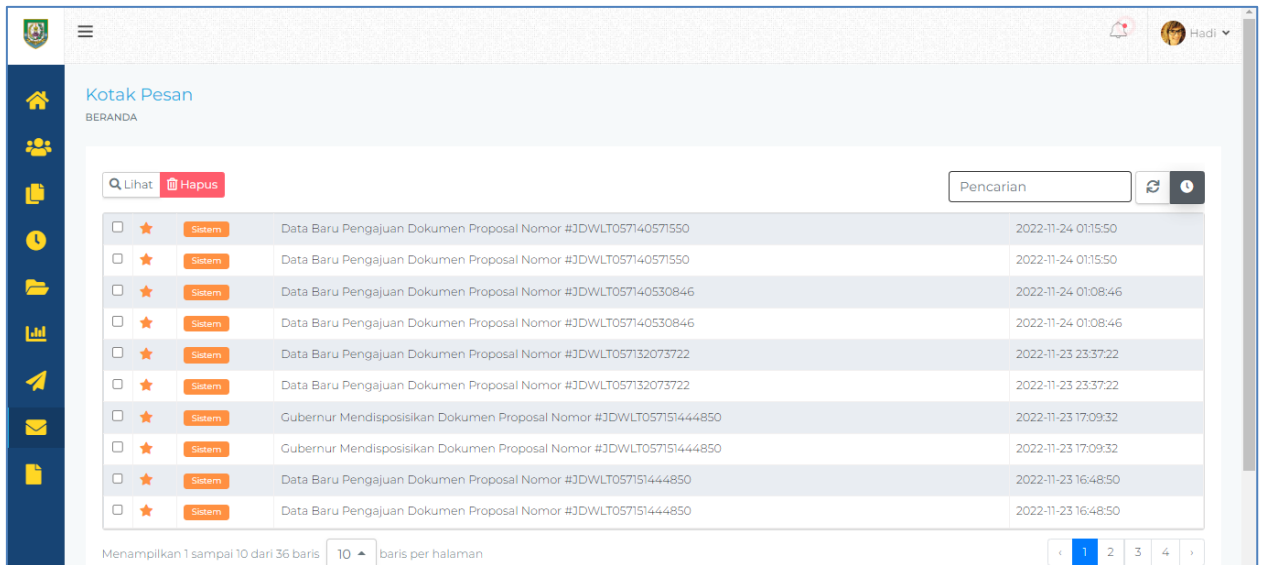 Hadi
Kotak Pesan
BERANDA
Lihat Hapus Pencarian
Sistem Data Baru Pengajuan Dokumen Proposal Nomor #JDWLT057140571550 2022-11-24 01:15:50
Sistem Data Baru Pengajuan Dokumen Proposal Nomor #JDWLT057140571550 2022-11-24 01:15:50
Sistem Data Baru Pengajuan Dokumen Proposal Nomor #JDWLT057140530846 2022-11-24 01:08:46
Sistem Data Baru Pengajuan Dokumen Proposal Nomor #JDWLT057140530846 2022-11-24 01:08:46
Sistem Data Baru Pengajuan Dokumen Proposal Nomor #JDWLT057132073722 2022-11-23 23:37:22
Sistem Data Baru Pengajuan Dokumen Proposal Nomor #JDWLT057132073722 2022-11-23 23:37:22
Sistem Gubernur Mendisposisikan Dokumen Proposal Nomor #JDWLT057151444850 2022-11-23 17:09:32
Sistem Gubernur Mendisposisikan Dokumen Proposal Nomor #JDWLT057151444850 2022-11-23 17:09:32
Sistem Data Baru Pengajuan Dokumen Proposal Nomor #JDWLT057151444850 2022-11-23 16:48:50
Sistem Data Baru Pengajuan Dokumen Proposal Nomor #JDWLT057151444850 2022-11-23 16:48:50
Menampilkan 1 sampai 10 dari 36 baris 10 baris per halaman ‹ 1 2 3 4 ›